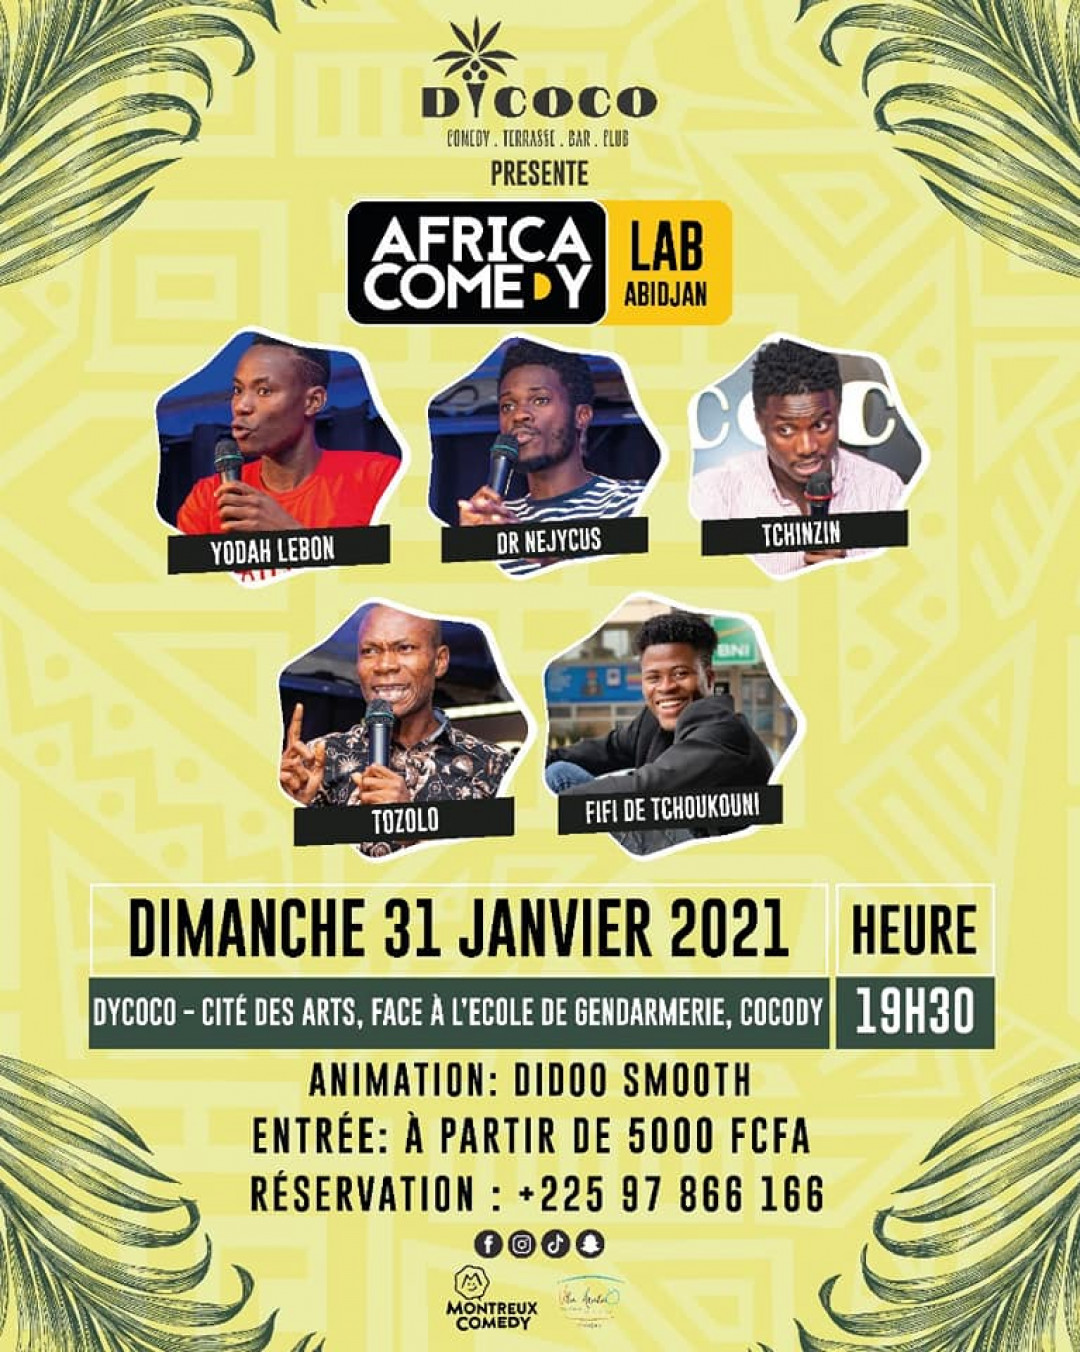 DYCOCO
COMEDY . TERRASSE . BAR . CLUB
PRESENTE
AFRICA
COMEDY
LAB
ABIDJAN
COC
YODAH LEBON
DR NEJYCUS
TCHINZIN
BNI
TOZOLO
FIFI DE TCHOUKOUNI
DIMANCHE 31 JANVIER 2021
HEURE
DYCOCO - CITÉ DES ARTS, FACE À L'ECOLE DE GENDARMERIE, COCODY
19H30
ANIMATION: DIDOO SMOOTH
ENTRÉE: À PARTIR DE 5000 FCFA
RÉSERVATION : +225 97 866 166
MONTREUX
COMEDY